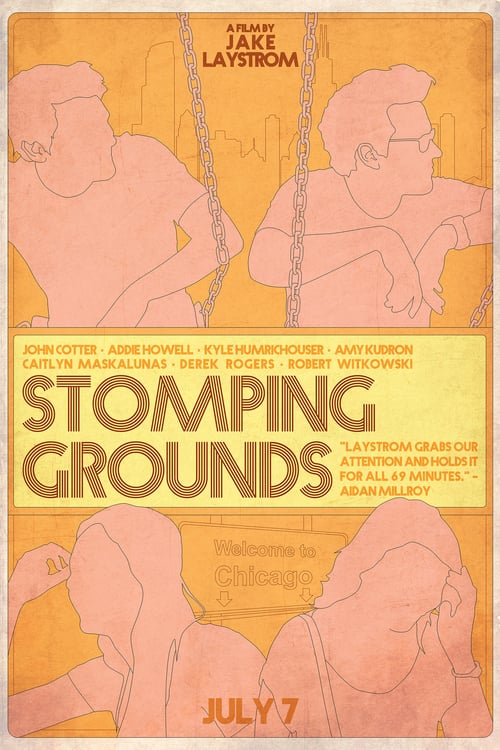 A FILM BY
JAKE
LAYSTROM
JOHN COTTER · ADDIE HOWELL · KYLE HUMRICHOUSER · AMY KUDRON
CAITLYN MASKALUNAS · DEREK ROGERS · ROBERT WITKOWSKI
STOMPING
GROUNDS
"LAYSTROM GRABS OUR
ATTENTION AND HOLDS IT
FOR ALL 69 MINUTES." -
AIDAN MILLROY
Welcome to
Chicago
JULY 7